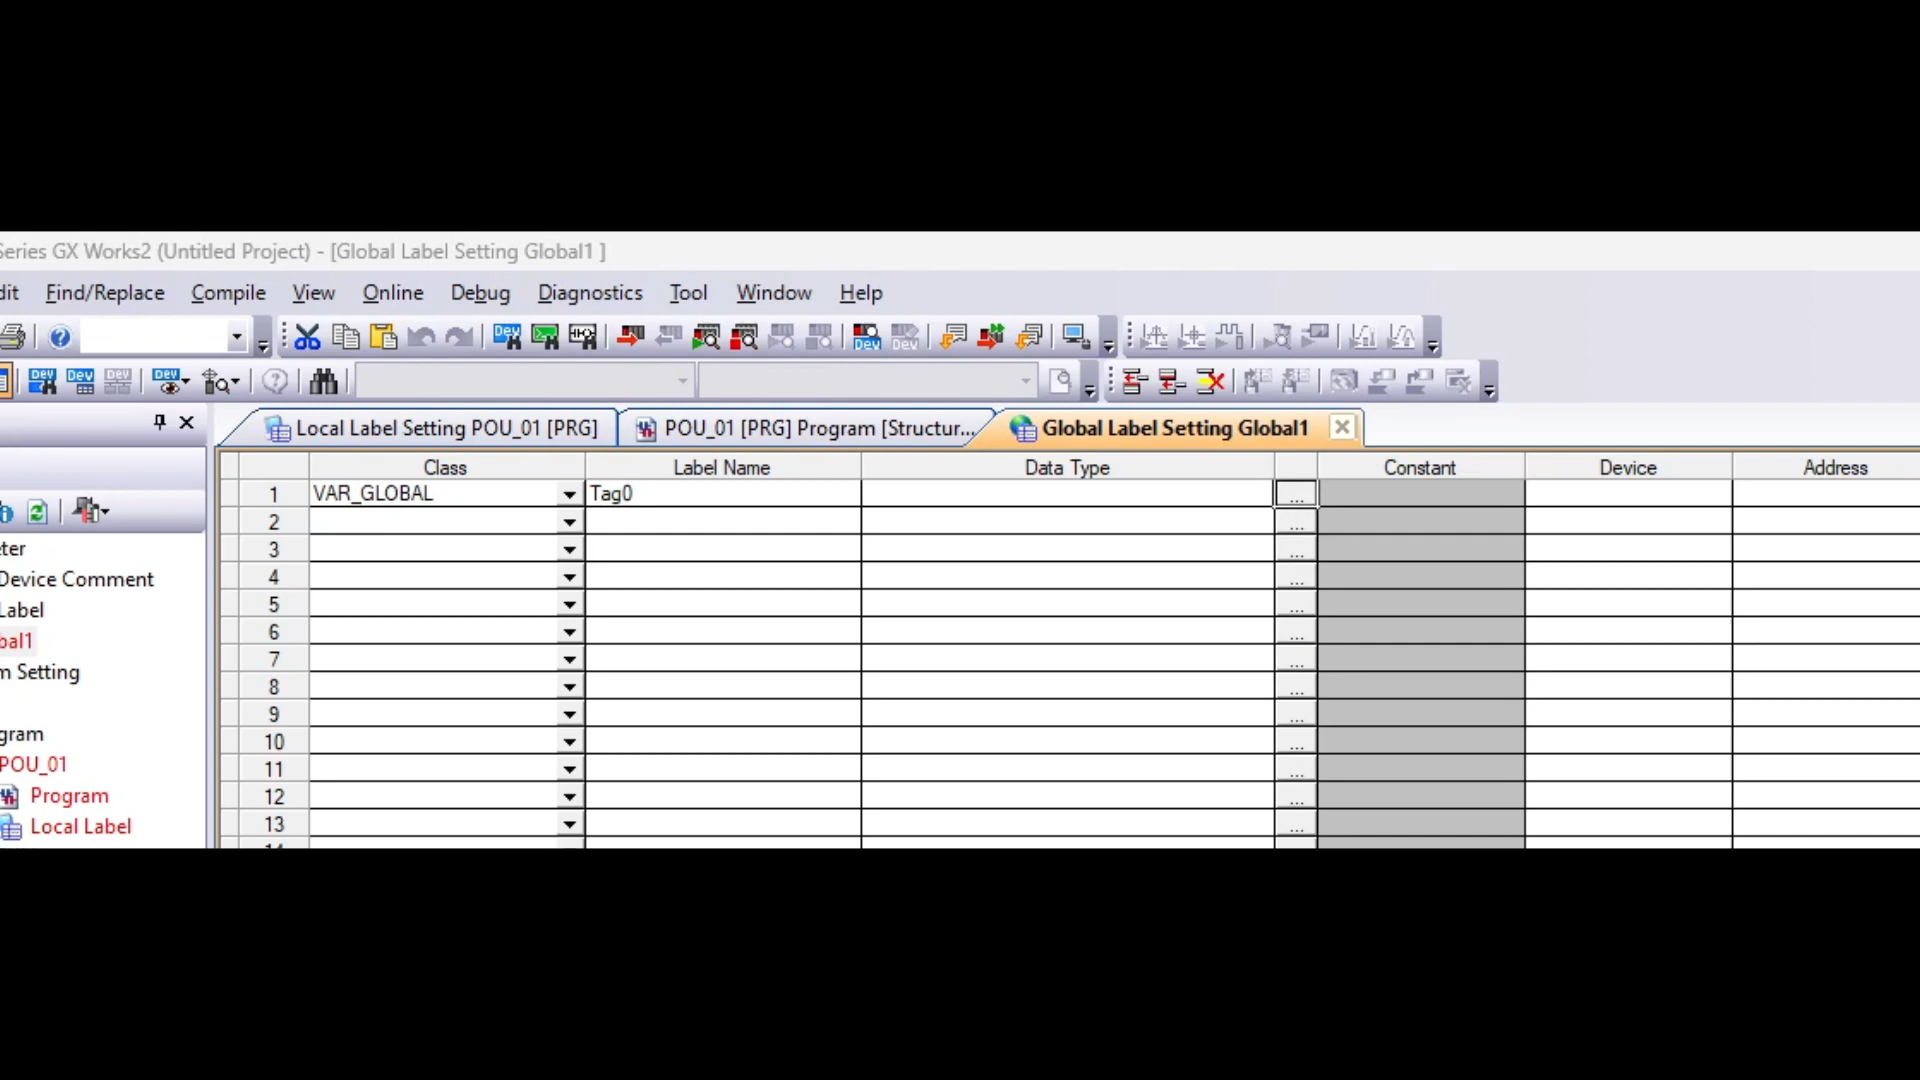 Series GX Works2 (Untitled Project) - [Global Label Setting Global1 ]
dit Find/Replace Compile View Online Debug Diagnostics Tool Window Help
Local Label Setting POU_01 [PRG] POU_01 [PRG] Program [Structur... Global Label Setting Global1
Class Label Name Data Type Constant Device Address
1 VAR_GLOBAL Tag0 ...
2 ...
3 ...
4 ...
5 ...
6 ...
7 ...
8 ...
9 ...
10 ...
11 ...
12 ...
13 ...
eter
Device Comment
Label
bal1
m Setting
gram
POU_01
Program
Local Label